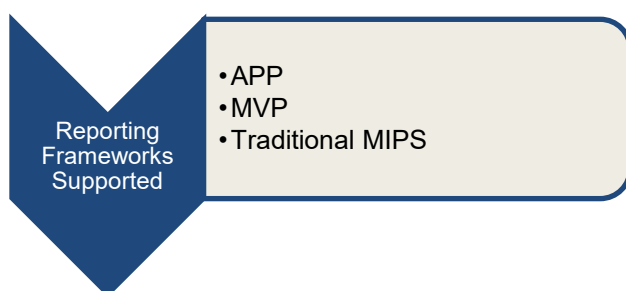 Reporting
Frameworks
Supported
•APP
•MVP
•Traditional MIPS